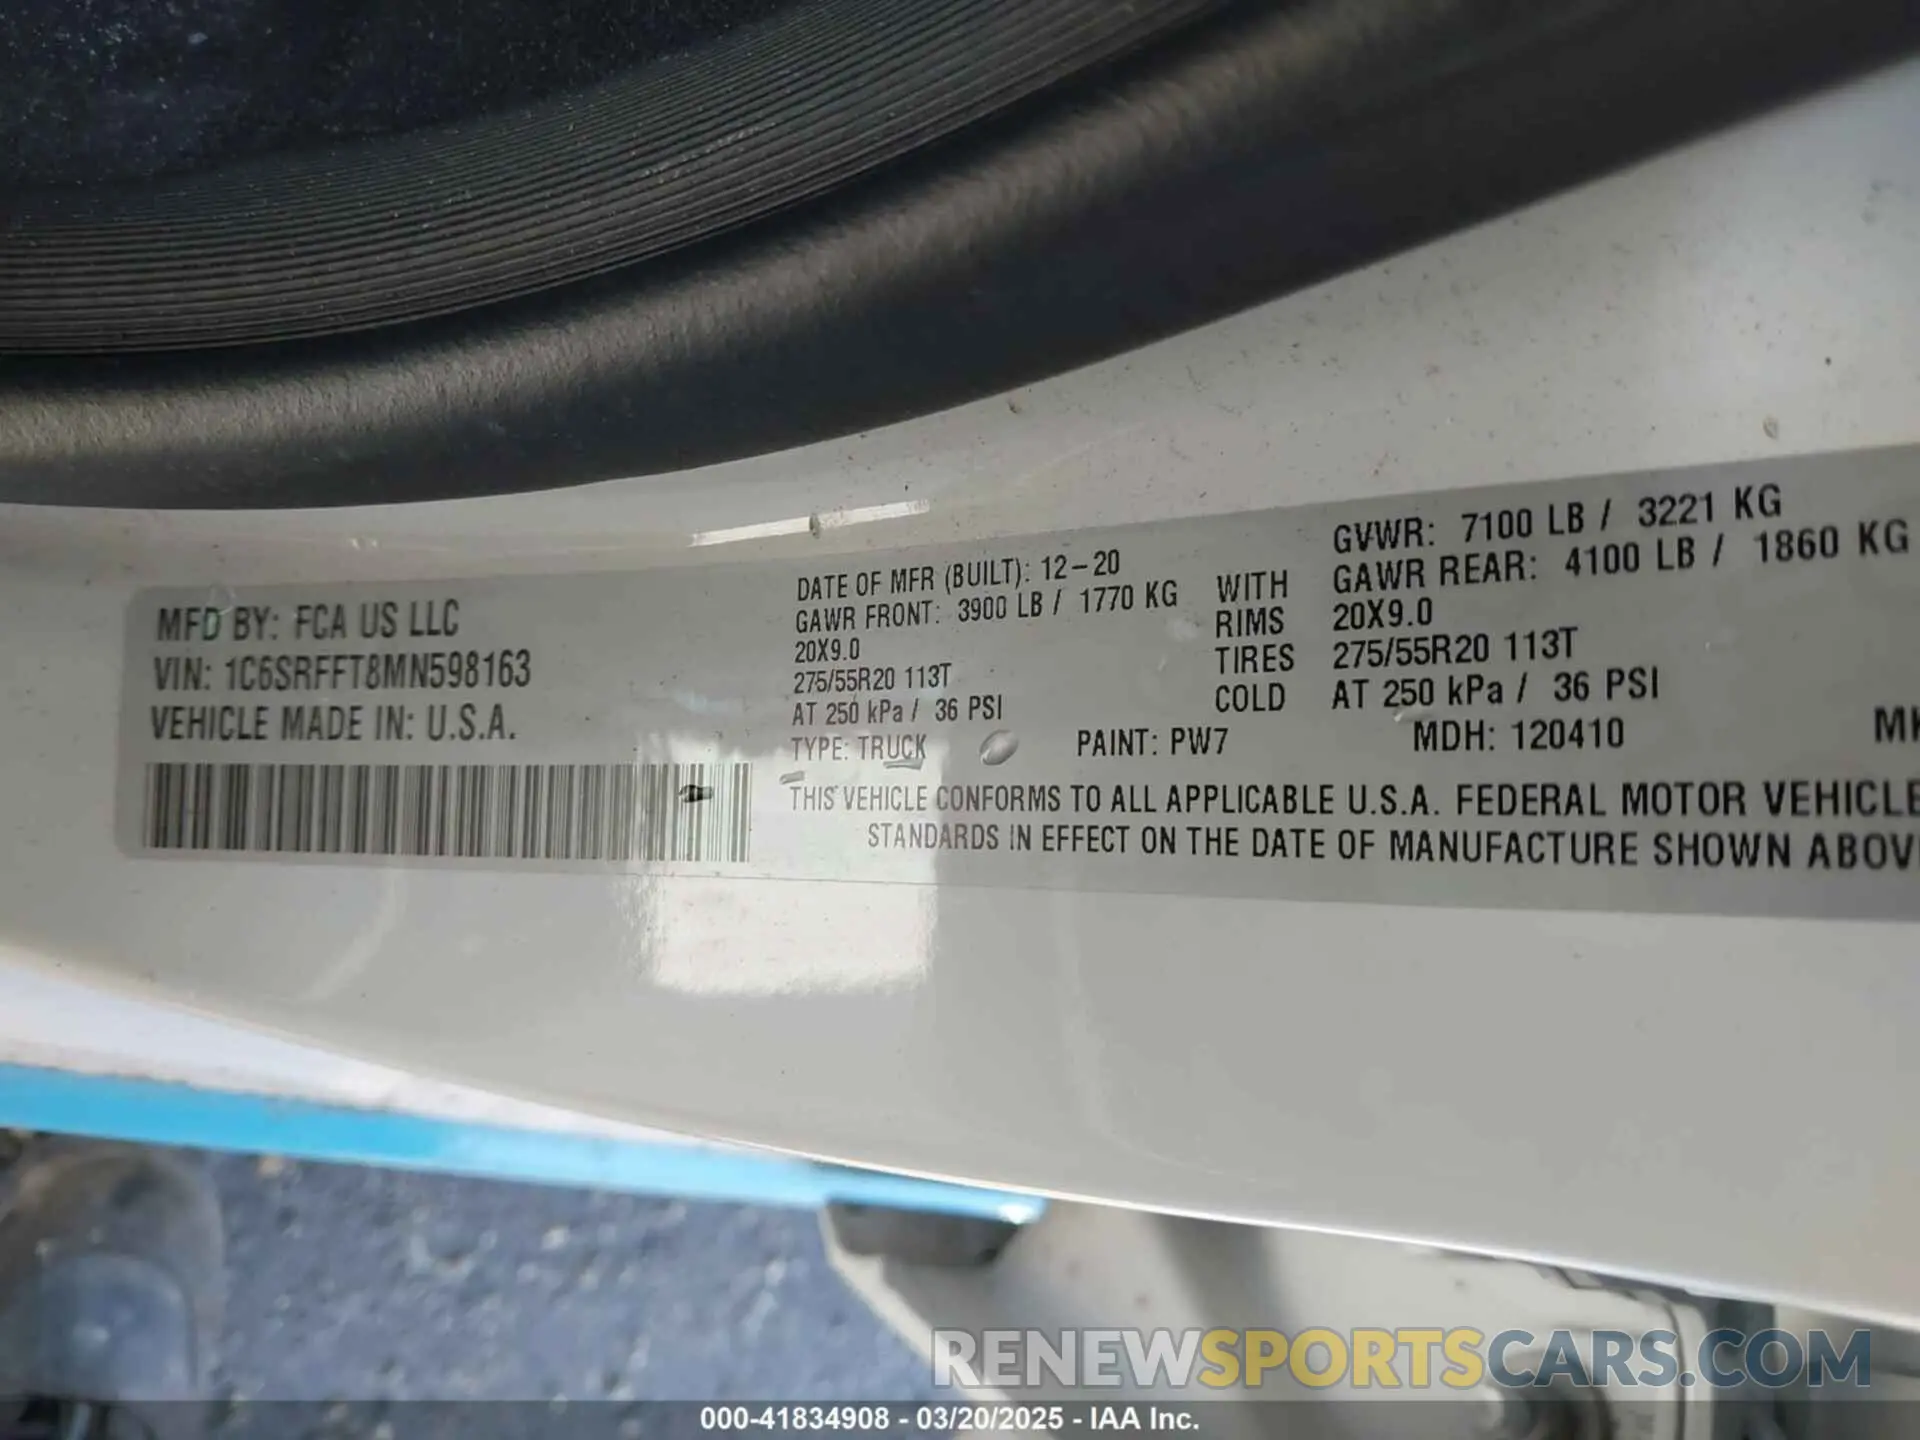 MFD BY: FCA US LLC
VIN: 1C6SRFFT8MN598163
VEHICLE MADE IN: U.S.A.
DATE OF MFR (BUILT): 12-20
GAWR FRONT: 3900 LB / 1770 KG
20X9.0
275/55R20 113T
AT 250 kPa / 36 PSI
TYPE: TRUCK
WITH
RIMS
TIRES
COLD
GVWR: 7100 LB / 3221 KG
GAWR REAR: 4100 LB / 1860 KG
20X9.0
275/55R20 113T
AT 250 kPa / 36 PSI
PAINT: PW7
MDH: 120410
THIS VEHICLE CONFORMS TO ALL APPLICABLE U.S.A. FEDERAL MOTOR VEHICLE
STANDARDS IN EFFECT ON THE DATE OF MANUFACTURE SHOWN ABOV
RENEWSPORTSCARS.COM
000-41834908 - 03/20/2025 - IAA Inc.